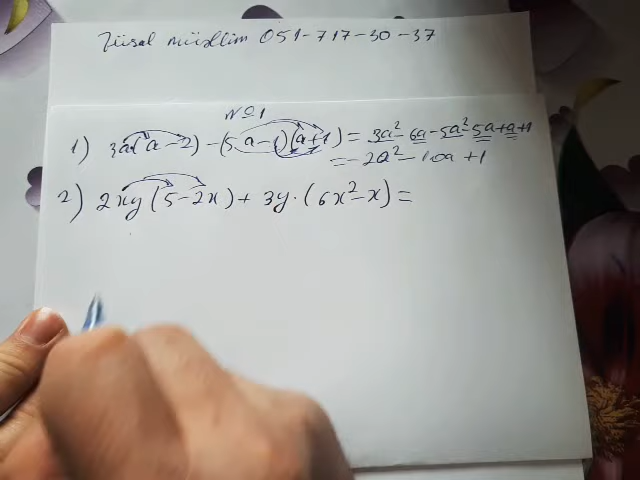 Züsal müəllim 051-717-30-37
№1
1) 3a(a-2)-(5a-1)(a+1)=3a²-6a-5a²-5a+a+1
=-2a²-10a+1
2) 2xy(5-2x)+3y·(6x²-x)=